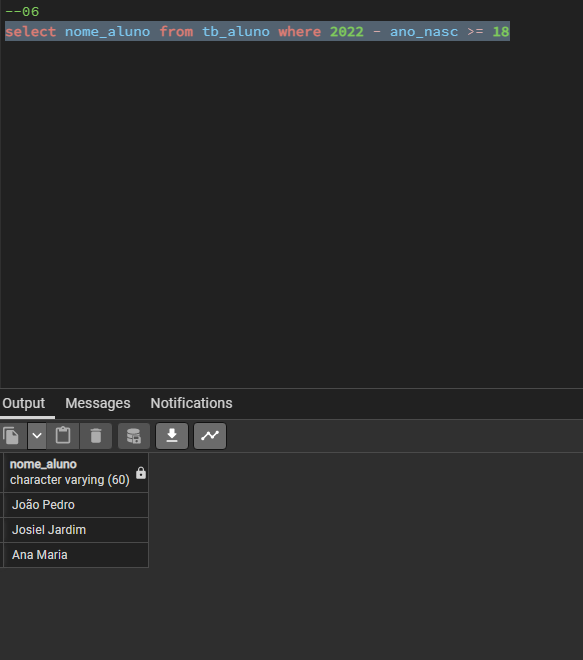 --06
select nome_aluno from tb_aluno where 2022 - ano_nasc >= 18
Output Messages Notifications
nome_aluno
character varying (60)
João Pedro
Josiel Jardim
Ana Maria